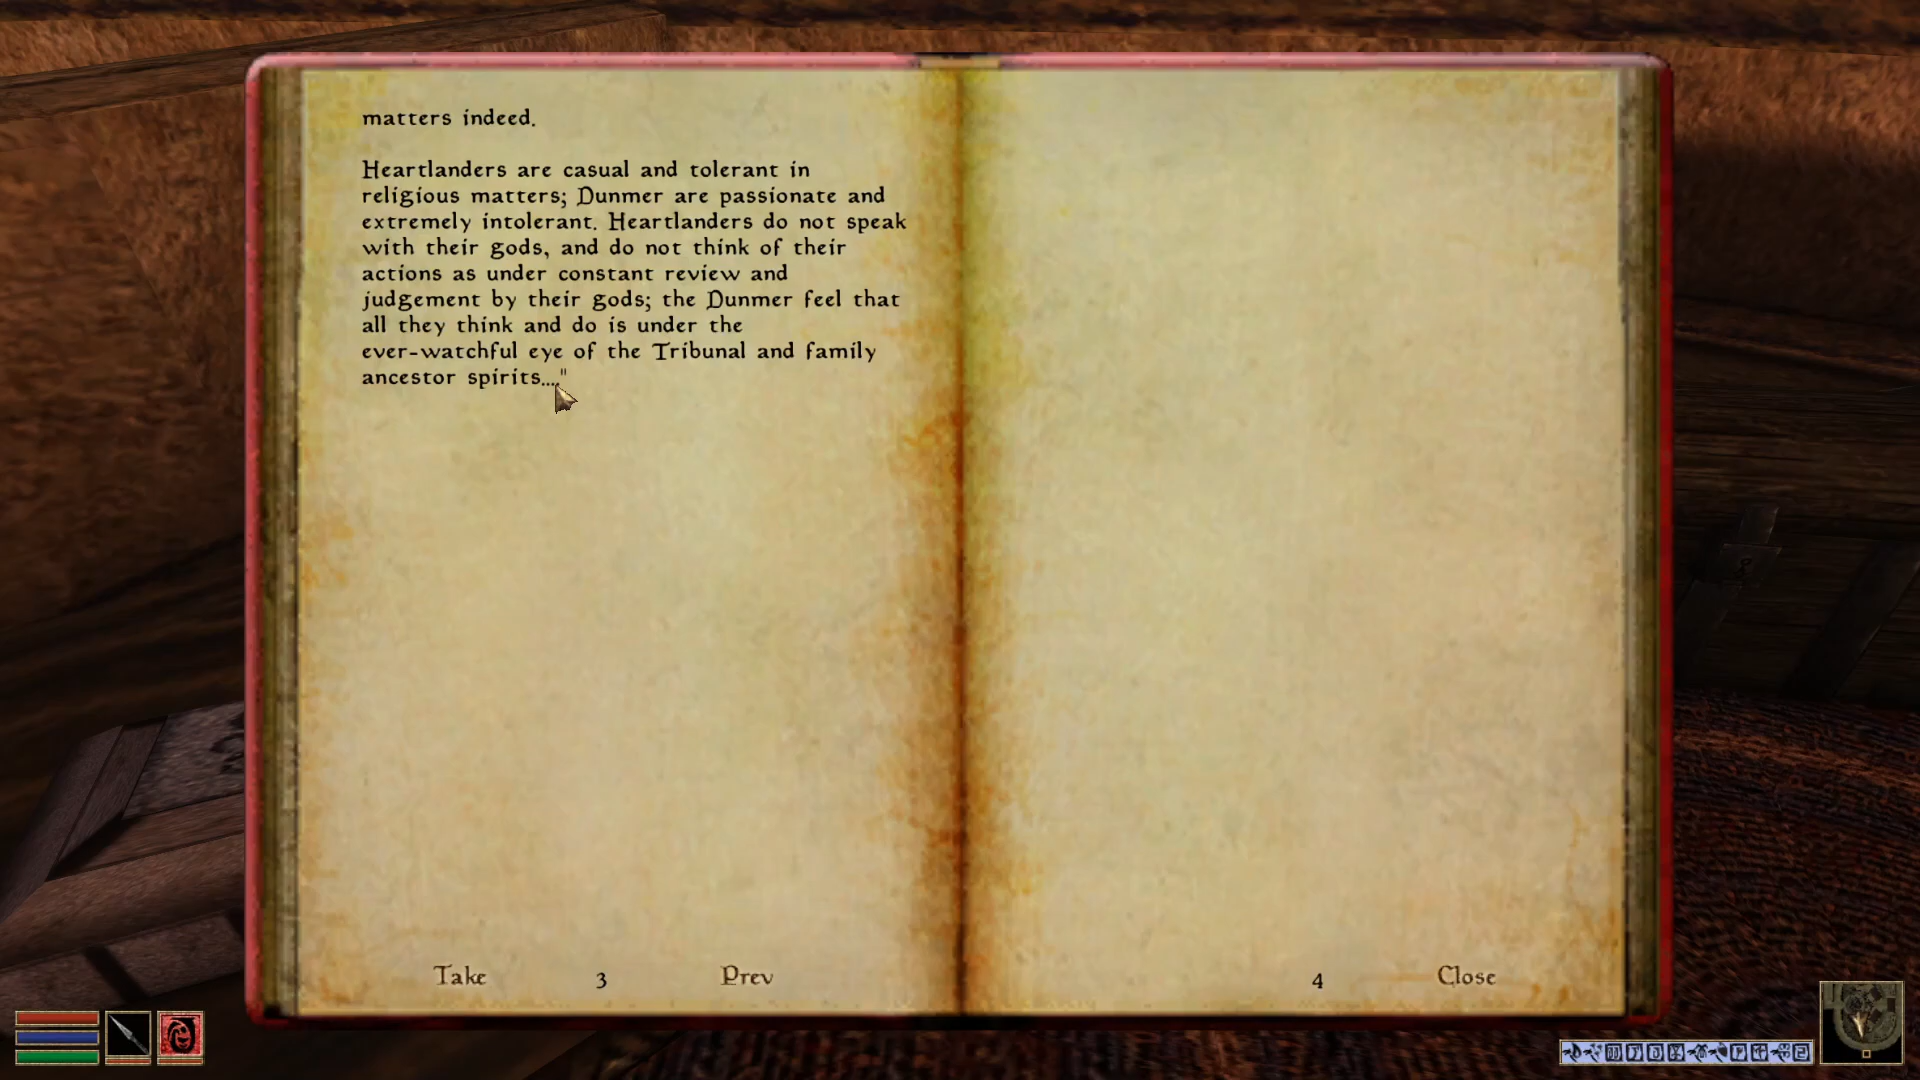 matters indeed.
Heartlanders are casual and tolerant in
religious matters; Dunmer are passionate and
extremely intolerant. Heartlanders do not speak
with their gods, and do not think of their
actions as under constant review and
judgement by their gods; the Dunmer feel that
all they think and do is under the
ever-watchful eye of the Tribunal and family
ancestor spirits...."
Take 3 Prev 4 Close